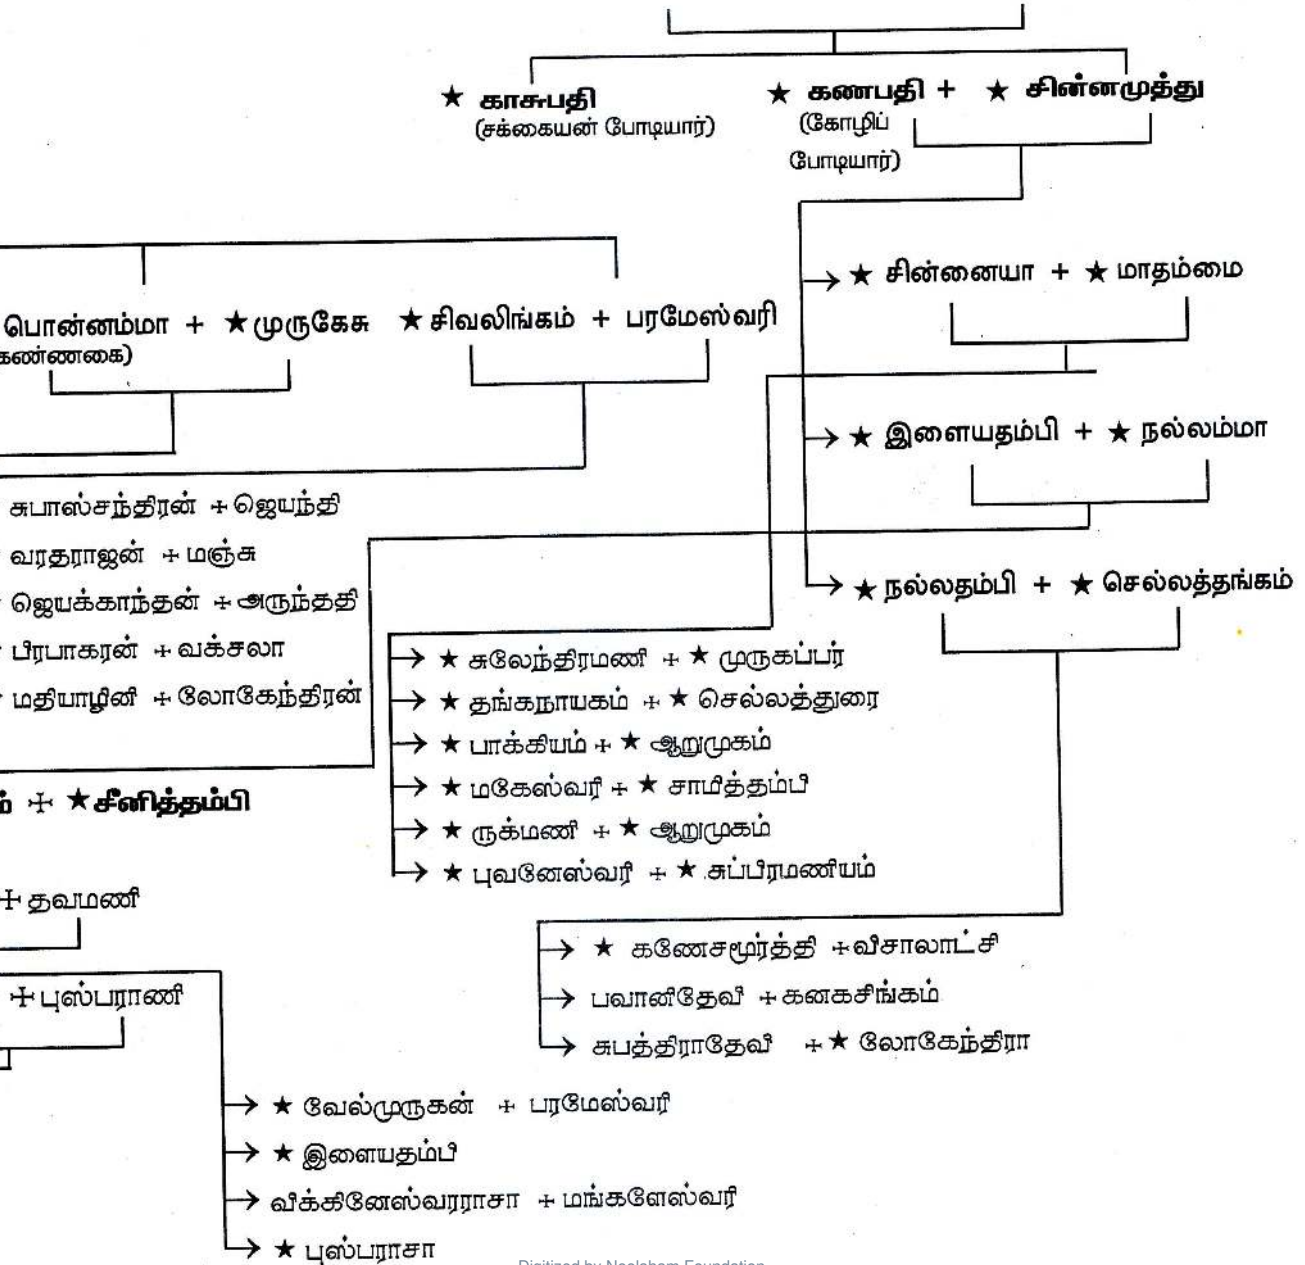 ★ காசுபதி
(சக்கையன் போடியார்)
★ கணபதி + ★ சின்னமுத்து
(கோழிப்
போடியார்)
★ சின்னையா + ★ மாதம்மை
பொன்னம்மா + ★ முருகேசு ★ சிவலிங்கம் + பரமேஸ்வரி
கண்ணகை)
★ இளையதம்பி + ★ நல்லம்மா
சுபாஸ்சந்திரன் + ஜெயந்தி
வரதராஜன் + மஞ்சு
ஜெயக்காந்தன் + அருந்ததி
பிரபாகரன் + வக்சலா
மதியாழினி + லோகேந்திரன்
★ நல்லதம்பி + ★ செல்லத்தங்கம்
★ சுலேந்திரமணி + ★ முருகப்பர்
★ தங்கநாயகம் + ★ செல்லத்துரை
★ பாக்கியம் + ★ ஆறுமுகம்
★ மகேஸ்வரி + ★ சாமித்தம்பி
★ ருக்மணி + ★ ஆறுமுகம்
★ புவனேஸ்வரி + ★ சுப்பிரமணியம்
ம் + ★ சீனித்தம்பி
+ தவமணி
+ புஸ்பராணி
★ கணேசமூர்த்தி + விசாலாட்சி
பவானிதேவி + கனகசிங்கம்
சுபத்திராதேவி + ★ லோகேந்திரா
★ வேல்முருகன் + பரமேஸ்வரி
★ இளையதம்பி
விக்கினேஸ்வரராசா + மங்களேஸ்வரி
★ புஸ்பராசா
Digitized by Noolaham Foundation